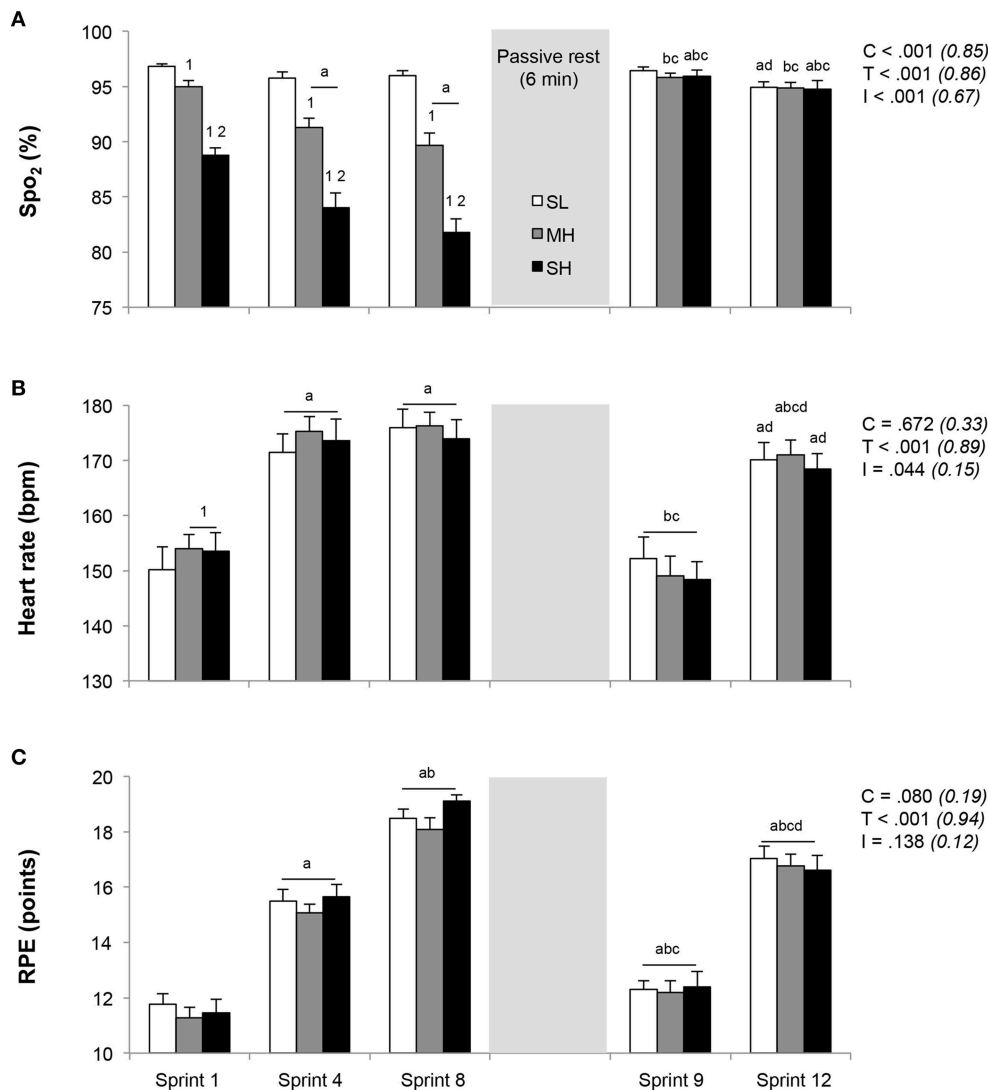 A
Spo₂ (%)
100
95
90
85
80
75
1
1 2
a
1
1 2
a
1
1 2
Passive rest
(6 min)
SL
MH
SH
bc
abc
ad
bc
abc
C < .001 (0.85)
T < .001 (0.86)
I < .001 (0.67)
B
Heart rate (bpm)
180
170
160
150
140
130
1
a
a
bc
ad
abcd
ad
C = .672 (0.33)
T < .001 (0.89)
I = .044 (0.15)
C
RPE (points)
20
18
16
14
12
10
a
ab
abc
abcd
C = .080 (0.19)
T < .001 (0.94)
I = .138 (0.12)
Sprint 1
Sprint 4
Sprint 8
Sprint 9
Sprint 12